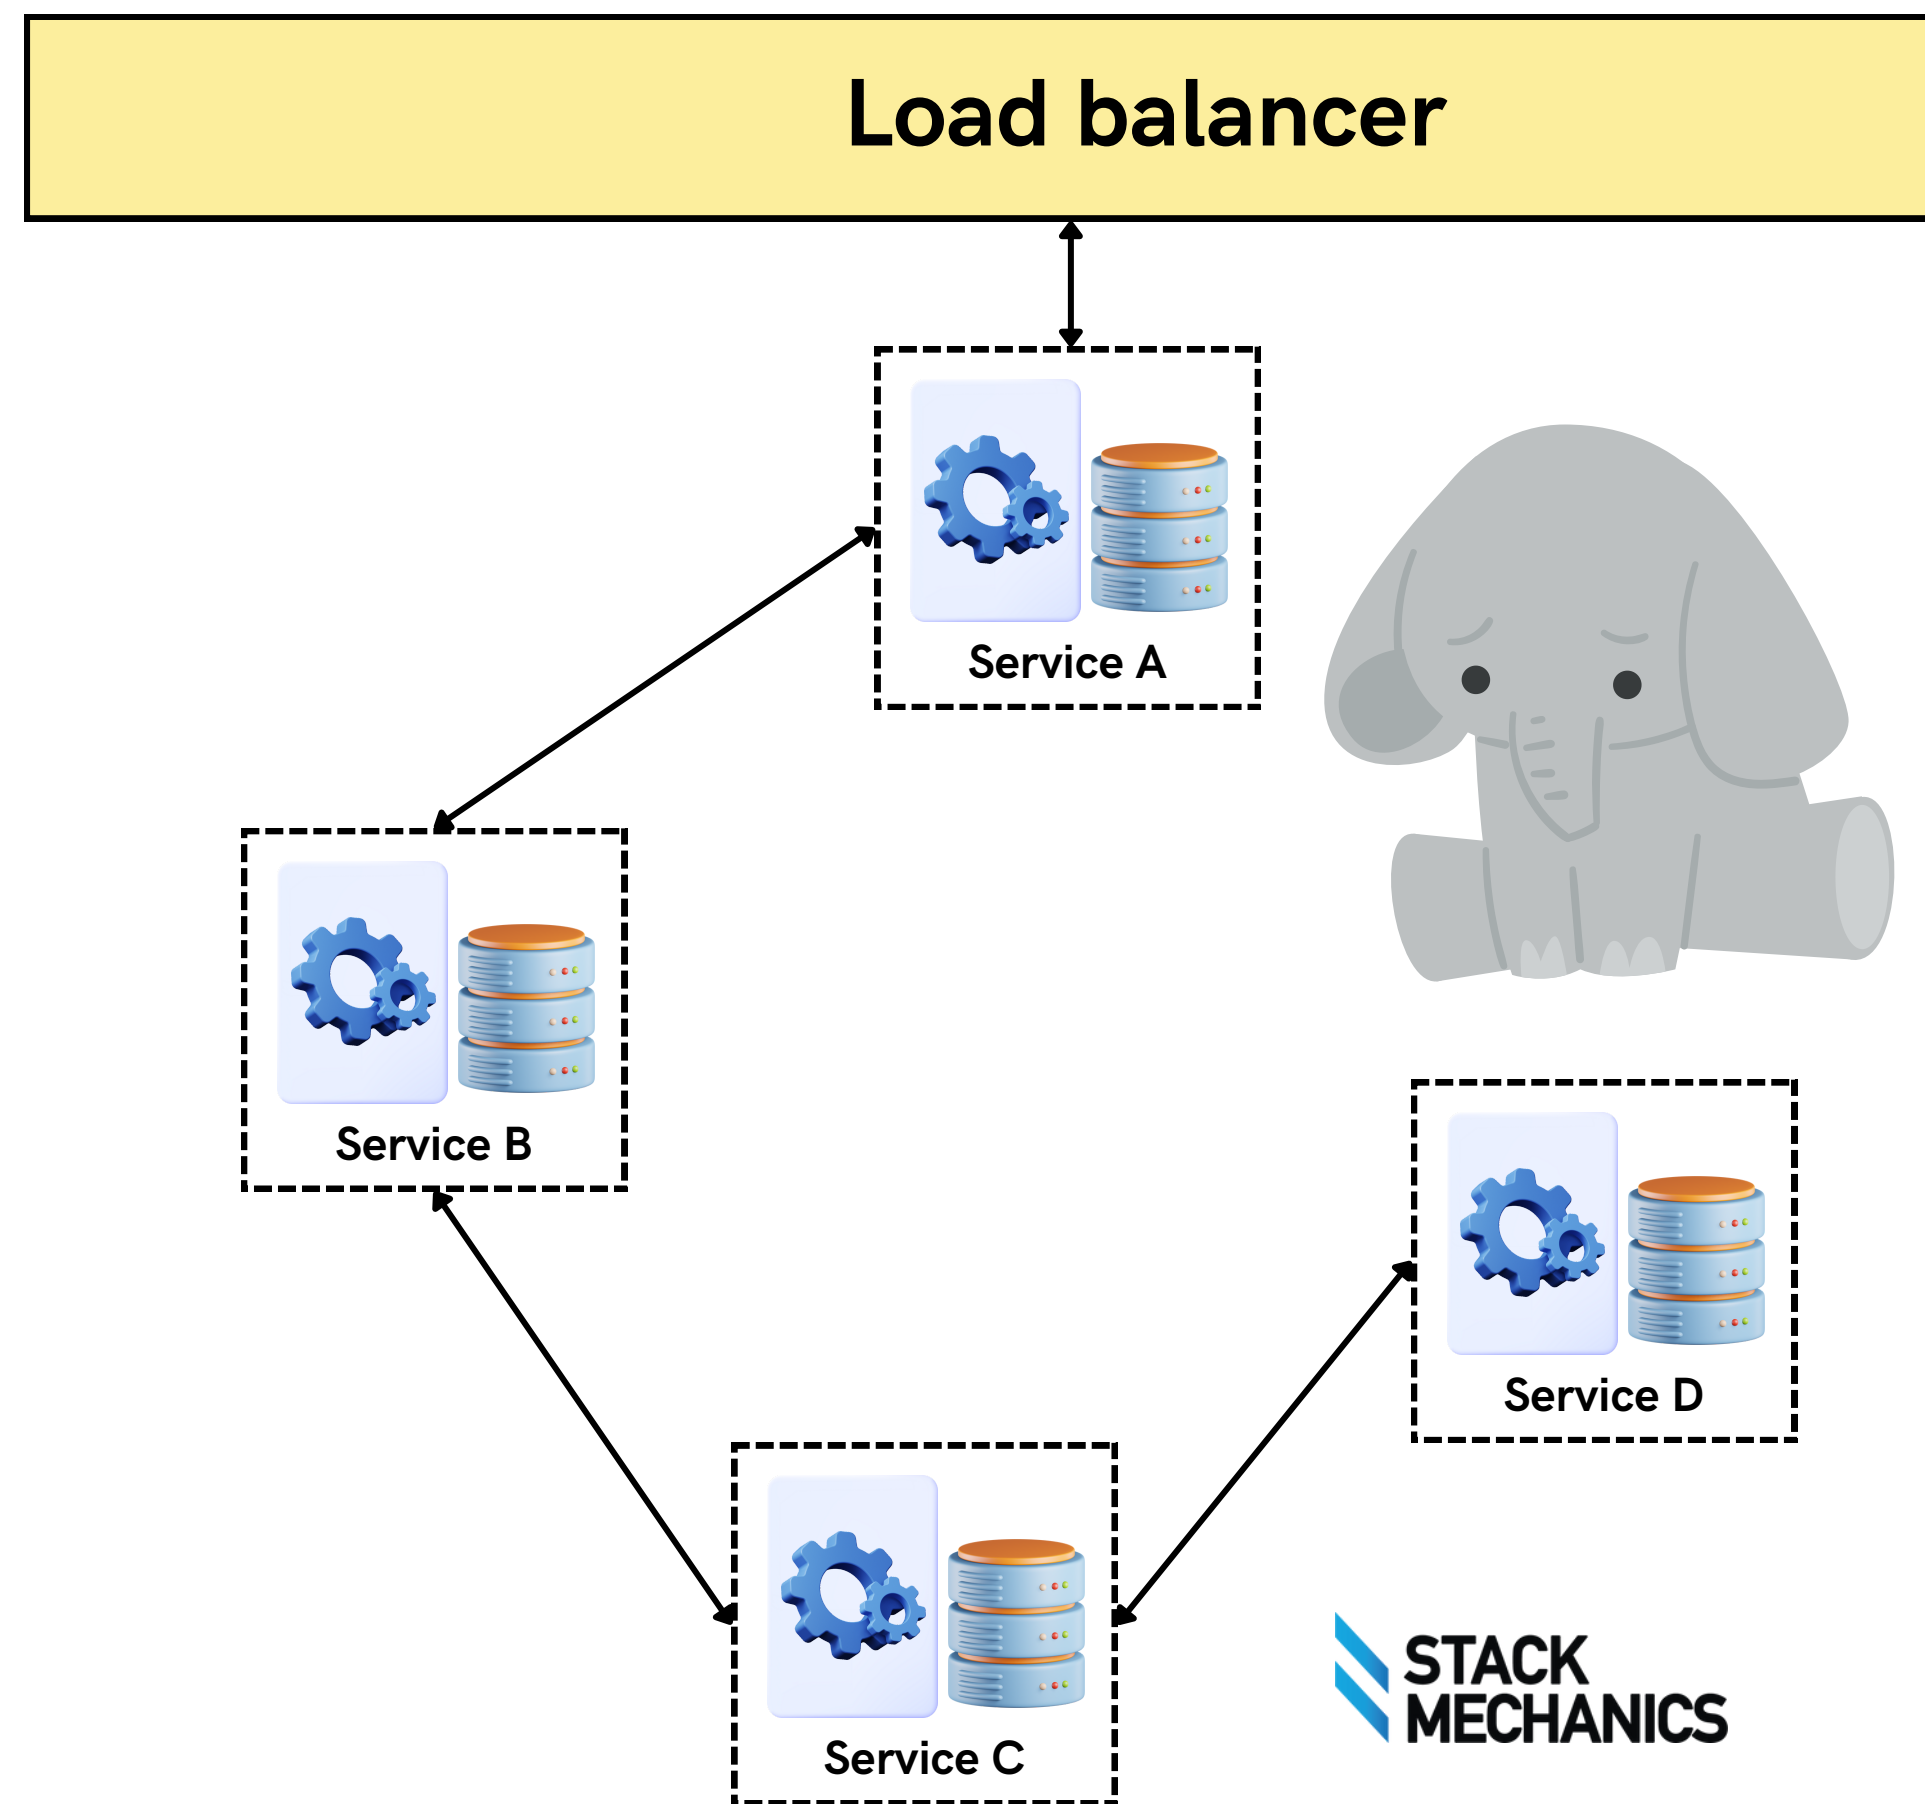 Load balancer
Service A
Service B
Service D
Service C
STACK
MECHANICS